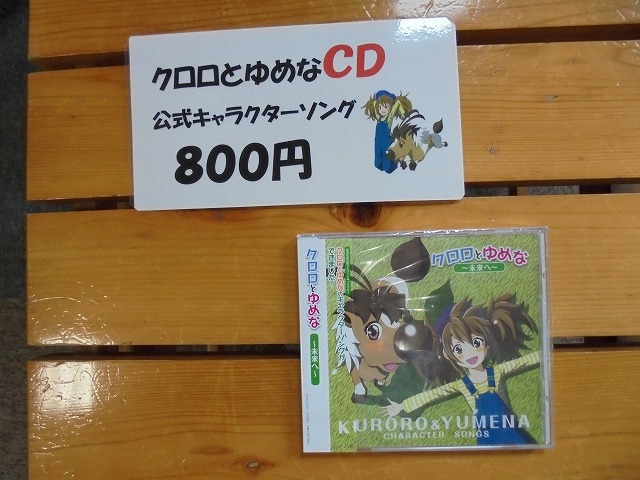 クロロとゆめなCD
公式キャラクターソング
800円
クロロとゆめな
～未来へ～
クロロとゆめな
～未来へ～
KURORO&YUMENA
CHARACTER SONGS